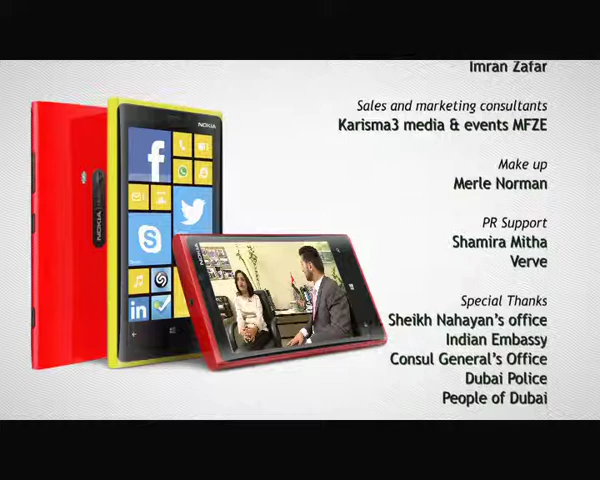 Imran Zafar
Sales and marketing consultants
Karisma3 media & events MFZE
Make up
Merle Norman
PR Support
Shamira Mitha
Verve
Special Thanks
Sheikh Nahayan's office
Indian Embassy
Consul General's Office
Dubai Police
People of Dubai
NOKIA
NOKIA